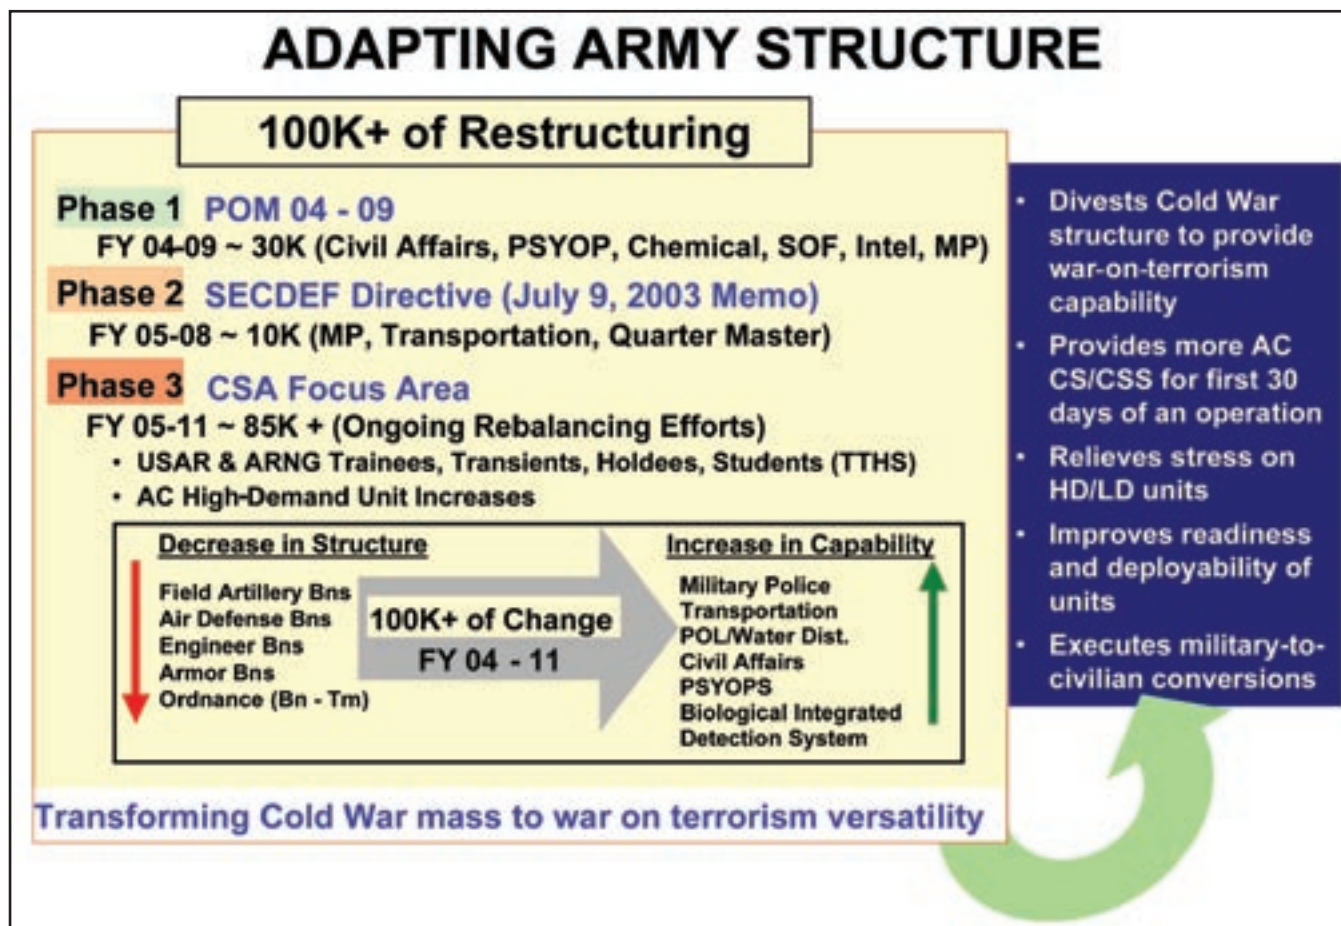 ADAPTING ARMY STRUCTURE
100K+ of Restructuring
Phase 1 POM 04 - 09
FY 04-09 ~ 30K (Civil Affairs, PSYOP, Chemical, SOF, Intel, MP)
Phase 2 SECDEF Directive (July 9, 2003 Memo)
FY 05-08 ~ 10K (MP, Transportation, Quarter Master)
Phase 3 CSA Focus Area
FY 05-11 ~ 85K + (Ongoing Rebalancing Efforts)
• USAR & ARNG Trainees, Transients, Holdees, Students (TTHS)
• AC High-Demand Unit Increases
Decrease in Structure
Field Artillery Bns
Air Defense Bns
Engineer Bns
Armor Bns
Ordnance (Bn - Tm)
100K+ of Change
FY 04 - 11
Increase in Capability
Military Police
Transportation
POL/Water Dist.
Civil Affairs
PSYOPS
Biological Integrated
Detection System
Transforming Cold War mass to war on terrorism versatility
• Divests Cold War
structure to provide
war-on-terrorism
capability
• Provides more AC
CS/CSS for first 30
days of an operation
• Relieves stress on
HD/LD units
• Improves readiness
and deployability of
units
• Executes military-to-
civilian conversions